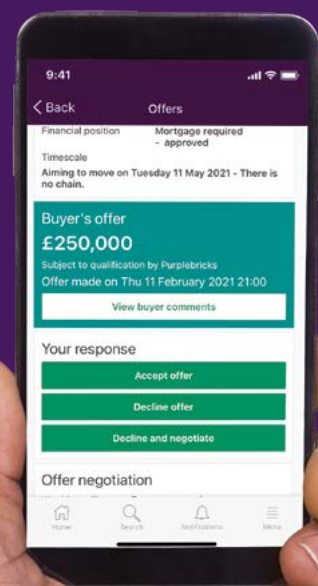 9:41
Back Offers
Financial position Mortgage required
- approved
Timescale
Aiming to move on Tuesday 11 May 2021 - There is
no chain.
Buyer's offer
£250,000
Subject to qualification by Purplebricks
Offer made on Thu 11 February 2021 21:00
View buyer comments
Your response
Accept offer
Decline offer
Decline and negotiate
Offer negotiation
Home Search Notifications Menu